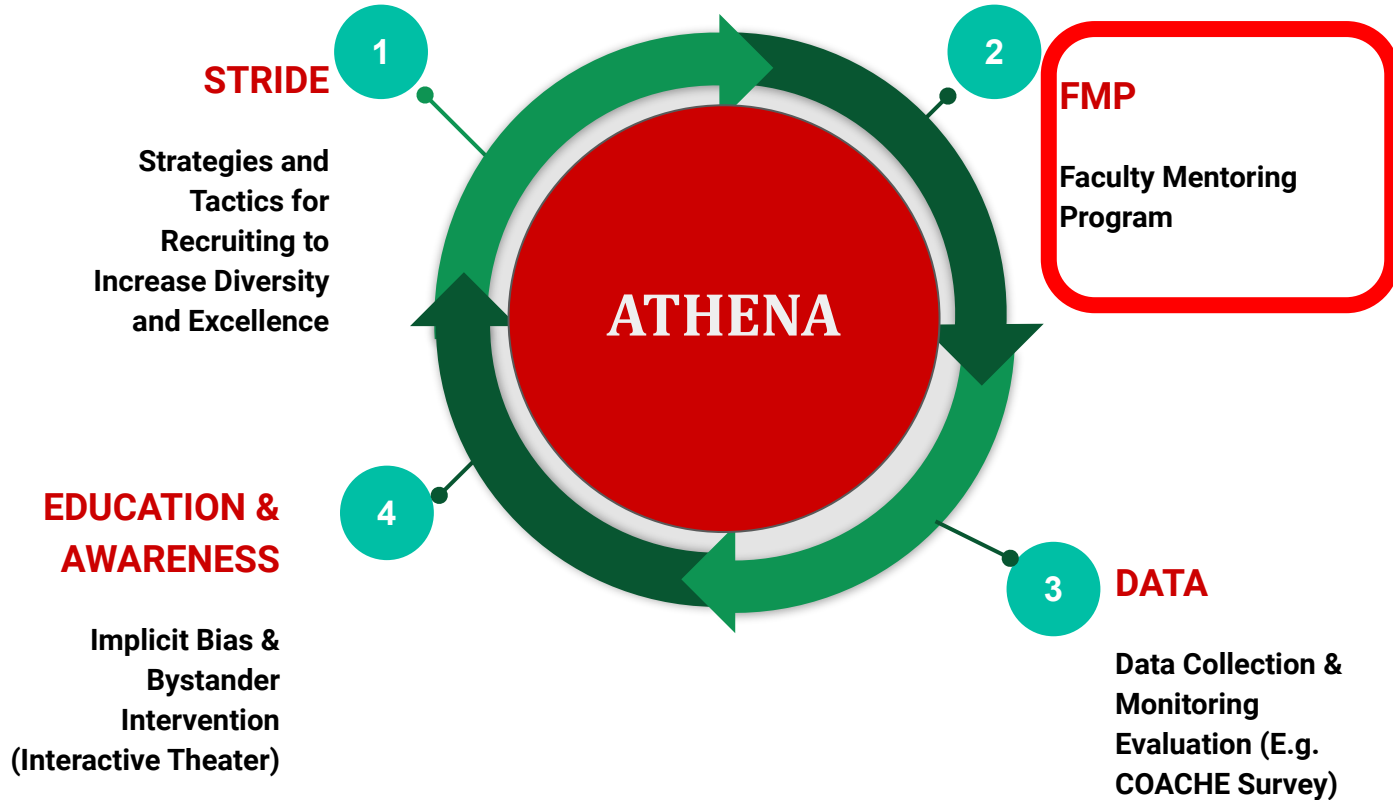 1
STRIDE
Strategies and
Tactics for
Recruiting to
Increase Diversity
and Excellence
2
FMP
Faculty Mentoring
Program
ATHENA
3
DATA
Data Collection &
Monitoring
Evaluation (E.g.
COACHE Survey)
4
EDUCATION &
AWARENESS
Implicit Bias &
Bystander
Intervention
(Interactive Theater)